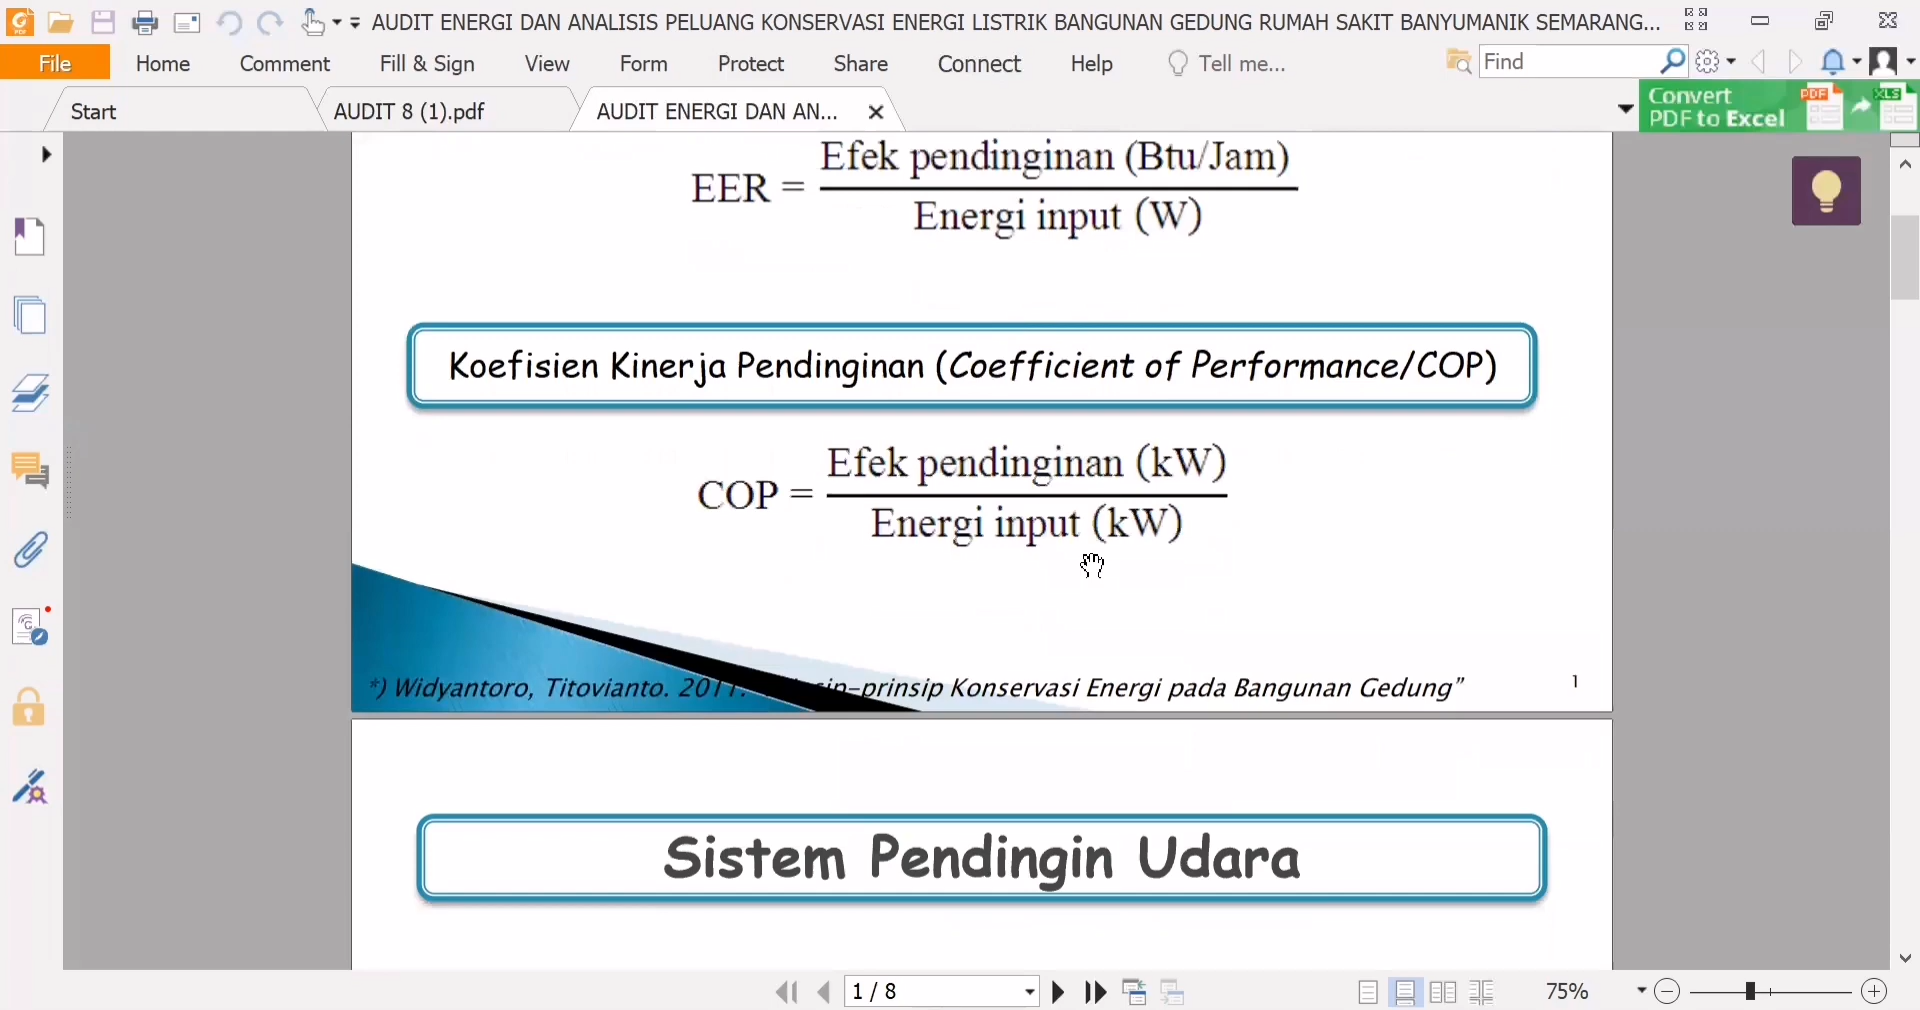 AUDIT ENERGI DAN ANALISIS PELUANG KONSERVASI ENERGI LISTRIK BANGUNAN GEDUNG RUMAH SAKIT BANYUMANIK SEMARANG...
File Home Comment Fill & Sign View Form Protect Share Connect Help Tell me... Find
Start AUDIT 8 (1).pdf AUDIT ENERGI DAN AN...
Convert
PDF to Excel
PDF XLS
Efek pendinginan (Btu/Jam)
EER =
Energi input (W)
Koefisien Kinerja Pendinginan (Coefficient of Performance/COP)
Efek pendinginan (kW)
COP =
Energi input (kW)
*) Widyantoro, Titovianto. 2011. -prinsip Konservasi Energi pada Bangunan Gedung”
1
Sistem Pendingin Udara
1 / 8
75%